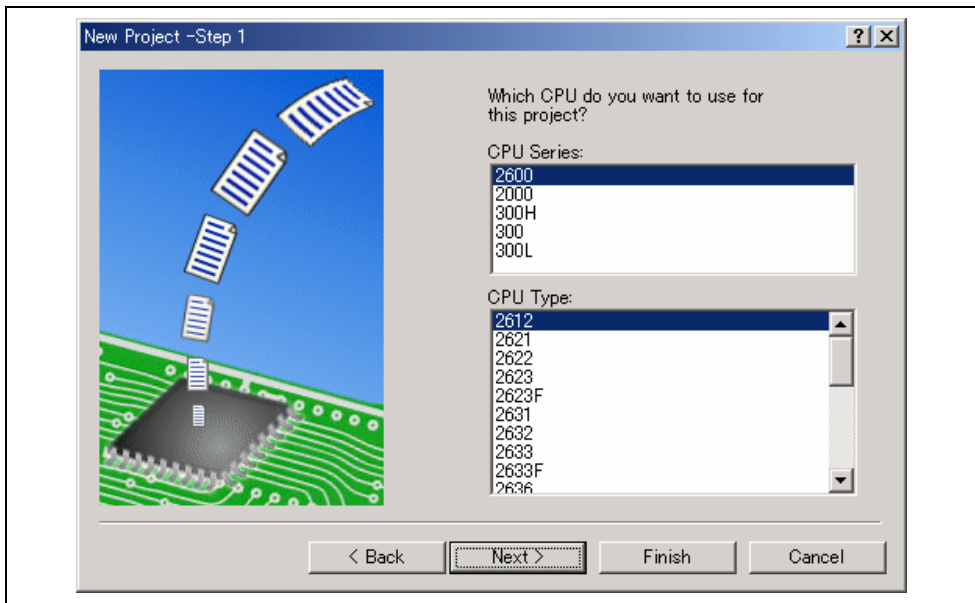 New Project -Step 1
Which CPU do you want to use for
this project?
CPU Series:
2600
2000
300H
300
300L
CPU Type:
2612
2621
2622
2623
2623F
2631
2632
2633
2633F
2636
< Back
Next >
Finish
Cancel